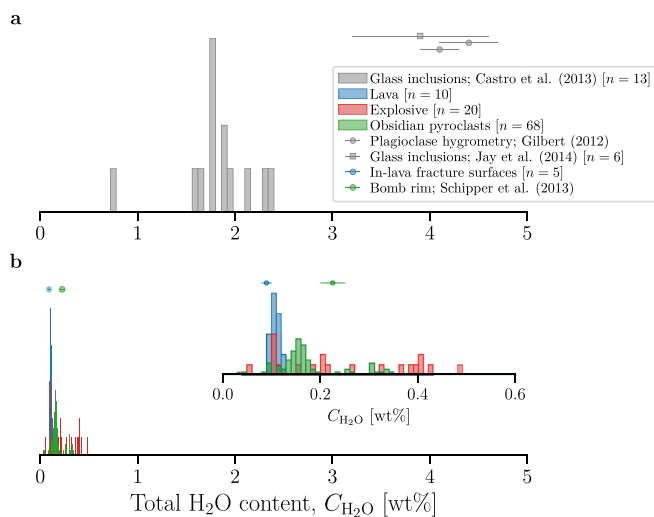 a
Glass inclusions; Castro et al. (2013) [n = 13]
Lava [n = 10]
Explosive [n = 20]
Obsidian pyroclasts [n = 68]
Plagioclase hygrometry; Gilbert (2012)
Glass inclusions; Jay et al. (2014) [n = 6]
In-lava fracture surfaces [n = 5]
Bomb rim; Schipper et al. (2013)
0 1 2 3 4 5
b
0.0 0.2 0.4 0.6
C_H₂O [wt%]
0 1 2 3 4 5
Total H₂O content, C_H₂O [wt%]